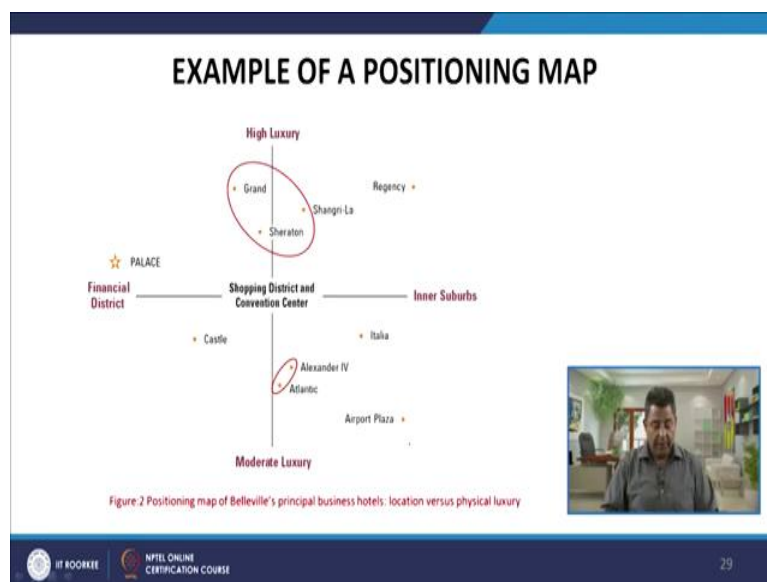 EXAMPLE OF A POSITIONING MAP
High Luxury
Grand
Regency
Shangri-La
Sheraton
PALACE
Financial
District
Shopping District and
Convention Center
Inner Suburbs
Castle
Italia
Alexander IV
Atlantic
Airport Plaza
Moderate Luxury
Figure:2 Positioning map of Belleville's principal business hotels: location versus physical luxury
IIT ROORKEE
NPTEL ONLINE
CERTIFICATION COURSE
29